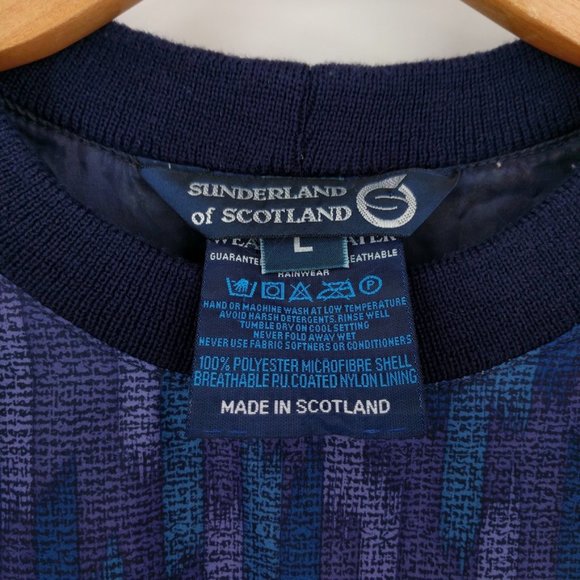 SUNDERLAND
of SCOTLAND
L
RAINWEAR
P
HAND OR MACHINE WASH AT LOW TEMPERATURE
AVOID HARSH DETERGENTS. RINSE WELL
TUMBLE DRY ON COOL SETTING
NEVER FOLD AWAY WET
NEVER USE FABRIC SOFTNERS OR CONDITIONERS
100% POLYESTER MICROFIBRE SHELL
BREATHABLE P.U. COATED NYLON LINING
MADE IN SCOTLAND